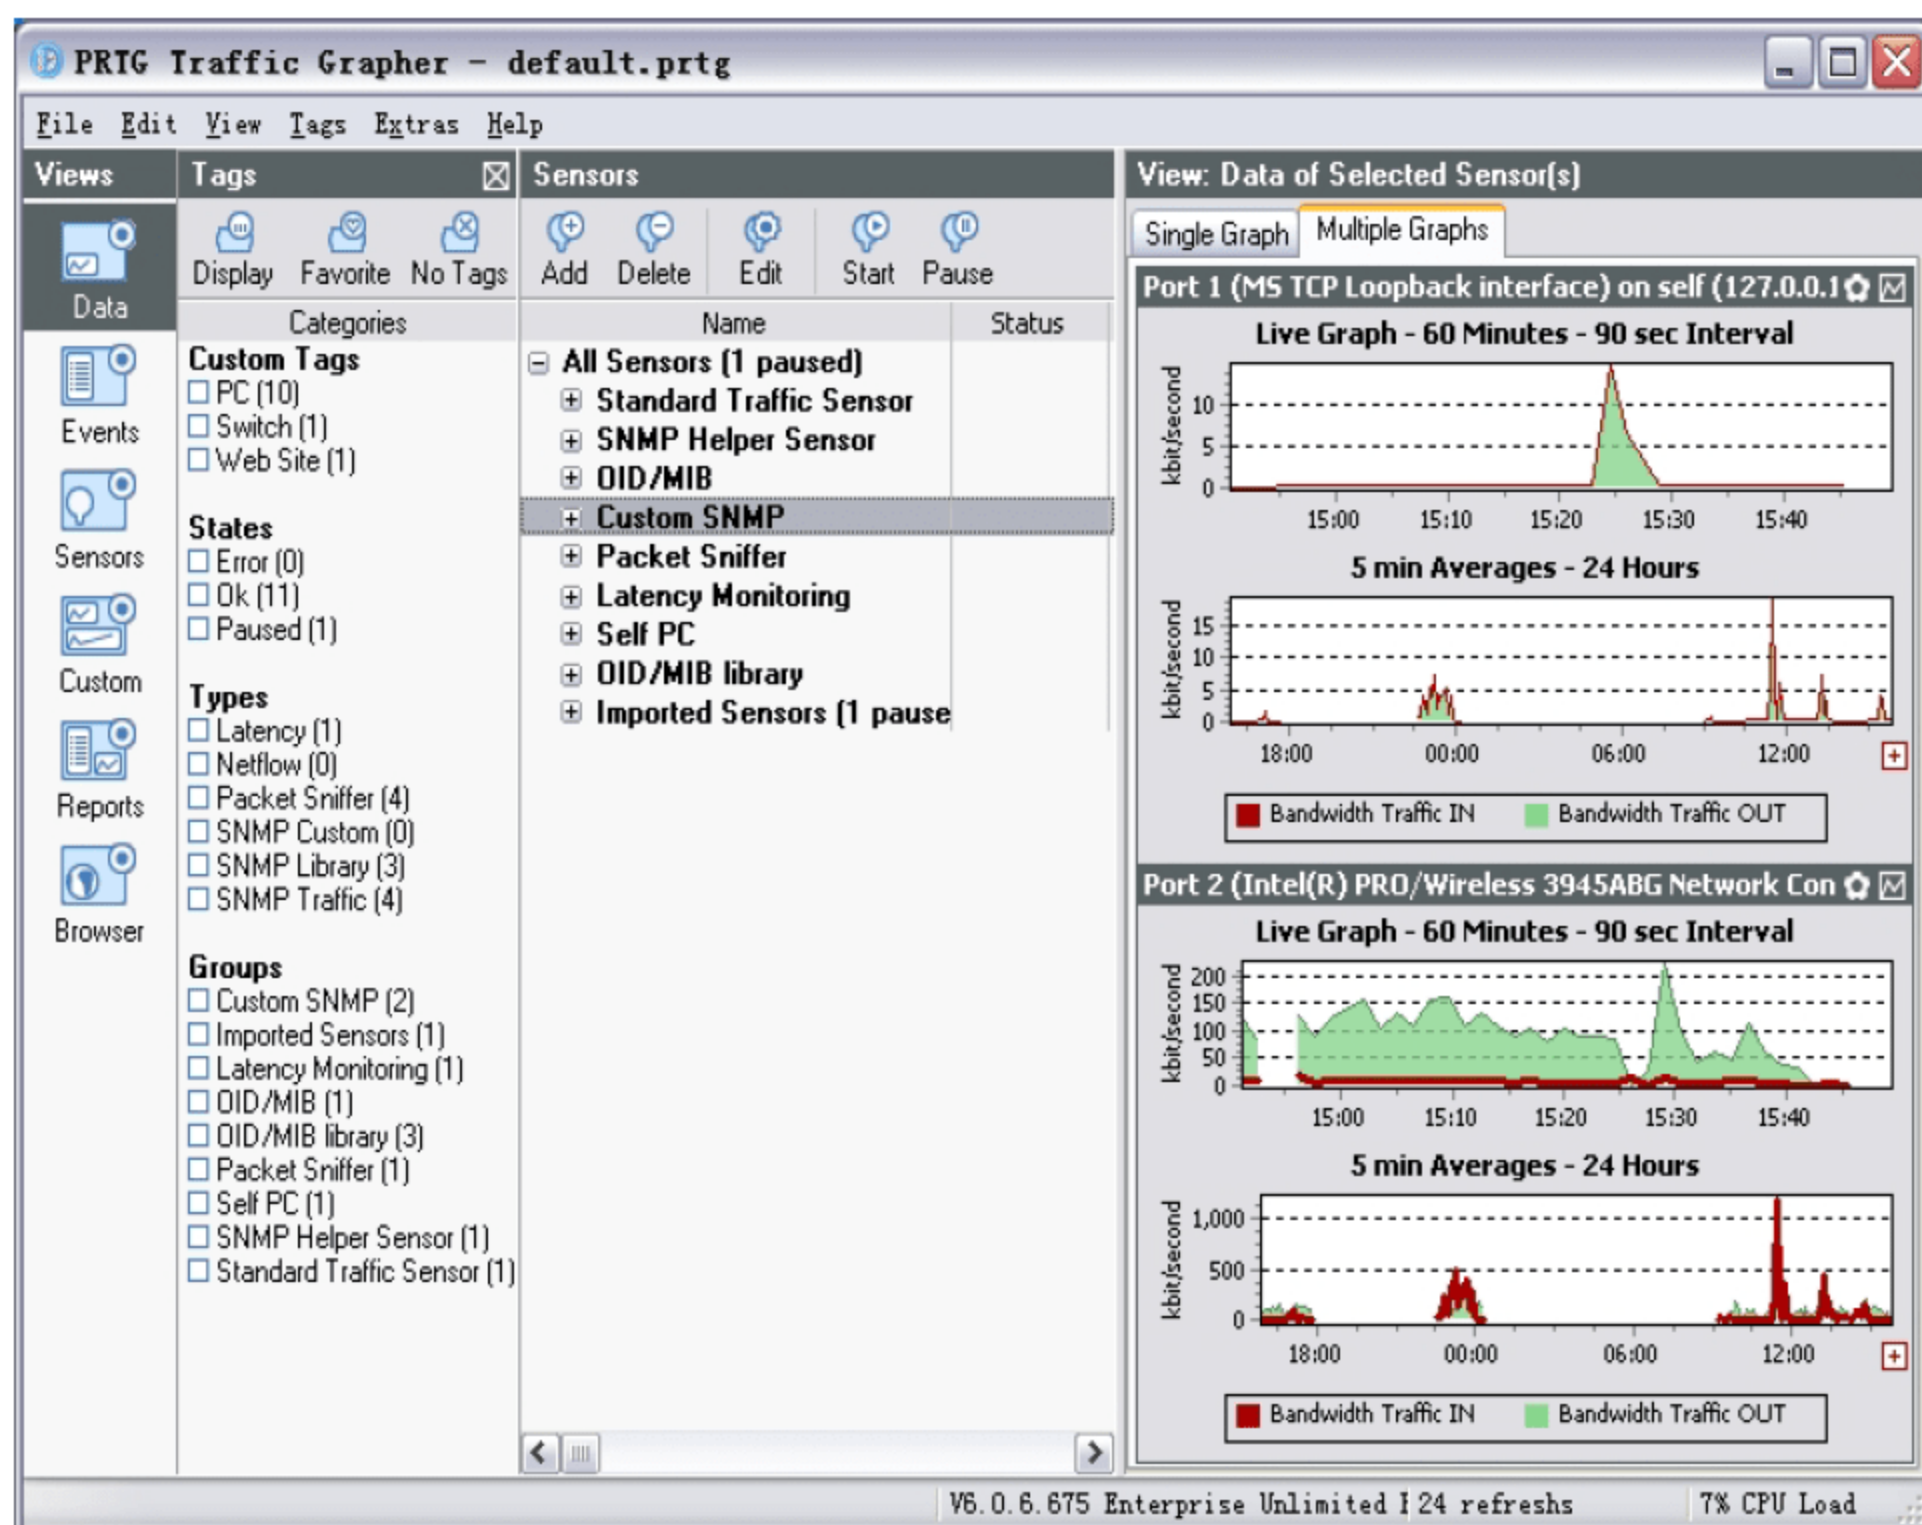 PRTG Traffic Grapher - default.prtg
File Edit View Tags Extras Help
Views
Data
Events
Sensors
Custom
Reports
Browser
Tags
Display Favorite No Tags
Categories
Custom Tags
PC (10)
Switch (1)
Web Site (1)
States
Error (0)
Ok (11)
Paused (1)
Types
Latency (1)
Netflow (0)
Packet Sniffer (4)
SNMP Custom (0)
SNMP Library (3)
SNMP Traffic (4)
Groups
Custom SNMP (2)
Imported Sensors (1)
Latency Monitoring (1)
OID/MIB (1)
OID/MIB library (3)
Packet Sniffer (1)
Self PC (1)
SNMP Helper Sensor (1)
Standard Traffic Sensor (1)
Sensors
Add Delete Edit Start Pause
Name Status
All Sensors (1 paused)
Standard Traffic Sensor
SNMP Helper Sensor
OID/MIB
Custom SNMP
Packet Sniffer
Latency Monitoring
Self PC
OID/MIB library
Imported Sensors (1 pause
View: Data of Selected Sensor(s)
Single Graph Multiple Graphs
Port 1 (MS TCP Loopback interface) on self (127.0.0.1
Live Graph - 60 Minutes - 90 sec Interval
kbit/second
10
5
0
15:00 15:10 15:20 15:30 15:40
5 min Averages - 24 Hours
kbit/second
15
10
5
0
18:00 00:00 06:00 12:00
Bandwidth Traffic IN Bandwidth Traffic OUT
Port 2 (Intel(R) PRO/Wireless 3945ABG Network Con
Live Graph - 60 Minutes - 90 sec Interval
kbit/second
200
150
100
50
0
15:00 15:10 15:20 15:30 15:40
5 min Averages - 24 Hours
kbit/second
1,000
500
0
18:00 00:00 06:00 12:00
Bandwidth Traffic IN Bandwidth Traffic OUT
V6.0.6.675 Enterprise Unlimited 24 refreshs 7% CPU Load